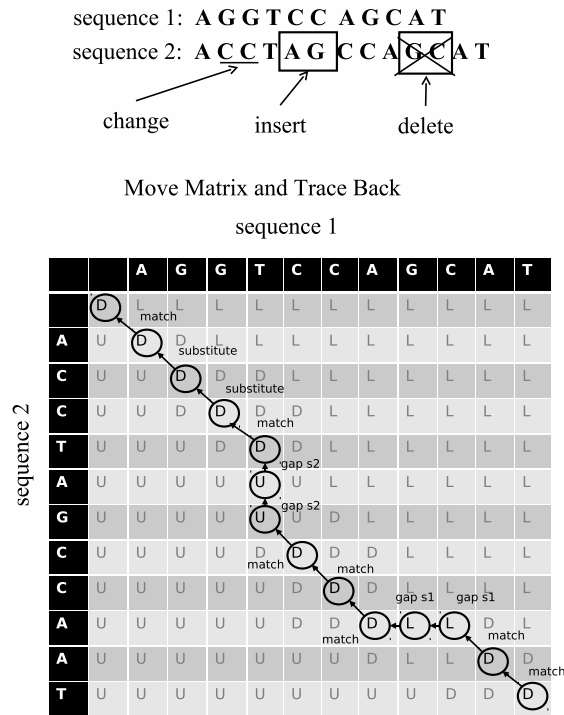 sequence 1: A G G T C C A G C A T
sequence 2: A C C T A G C C A G C A T
change
insert
delete
Move Matrix and Trace Back
sequence 1
sequence 2
A G G T C C A G C A T
D L L L L L L L L L L L
match
A U D D L L L L L L L L L
substitute
C U U D D D L L L L L L L
substitute
C U U D D D D L L L L L L
match
T U U U D D D L L L L L L
gap s2
A U U U U U U L L L L L L
gap s2
G U U U U U U D L L L L L
C U U U U D D D D L L L L
match match
C U U U U U D D D L L L L
gap s1 gap s1
A U U U U U D D D L L D L
match match
A U U U U U U U D L L D D
match
T U U U U U U U U U D D D